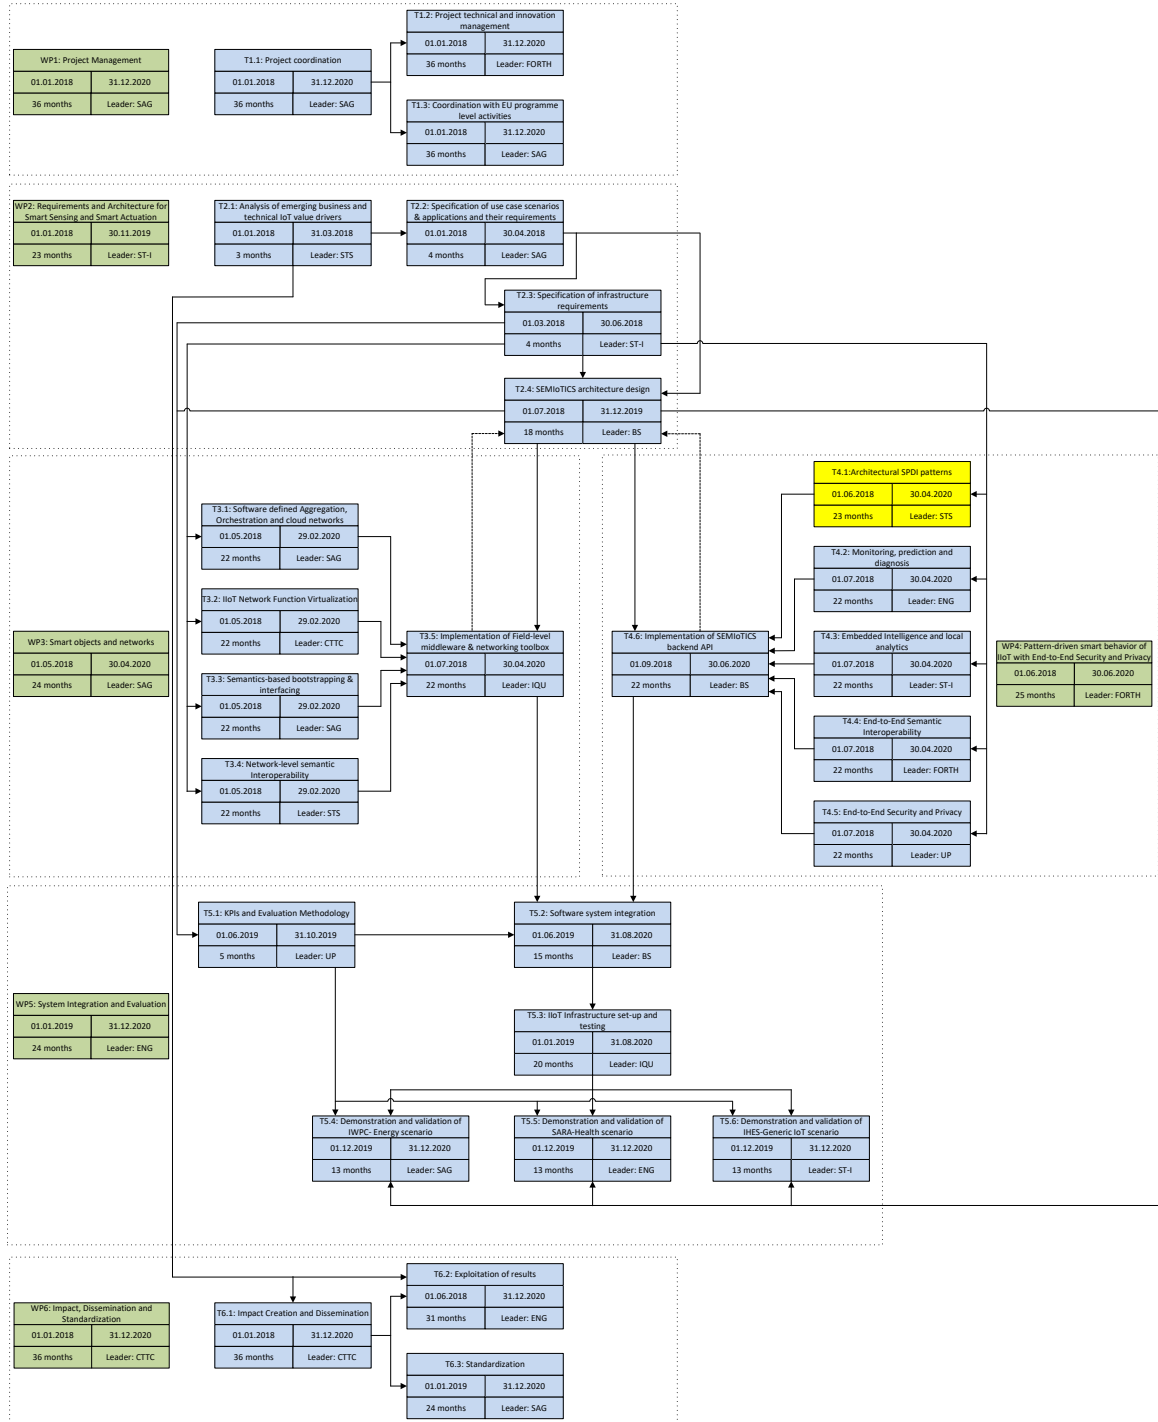 T1.2: Project technical and innovation
management
01.01.2018 31.12.2020
36 months Leader: FORTH
WP1: Project Management
01.01.2018 31.12.2020
36 months Leader: SAG
T1.1: Project coordination
01.01.2018 31.12.2020
36 months Leader: SAG
T1.3: Coordination with EU programme
level activities
01.01.2018 31.12.2020
36 months Leader: SAG
WP2: Requirements and Architecture for
Smart Sensing and Smart Actuation
01.01.2018 30.11.2019
23 months Leader: ST-I
T2.1: Analysis of emerging business and
technical IoT value drivers
01.01.2018 31.03.2018
3 months Leader: STS
T2.2: Specification of use case scenarios
& applications and their requirements
01.01.2018 30.04.2018
4 months Leader: SAG
T2.3: Specification of infrastructure
requirements
01.03.2018 30.06.2018
4 months Leader: ST-I
T2.4: SEMIoTICS architecture design
01.07.2018 31.12.2019
18 months Leader: BS
WP3: Smart objects and networks
01.05.2018 30.04.2020
24 months Leader: SAG
T3.1: Software defined Aggregation,
Orchestration and cloud networks
01.05.2018 29.02.2020
22 months Leader: SAG
T3.2: IIoT Network Function Virtualization
01.05.2018 29.02.2020
22 months Leader: CTTC
T3.3: Semantics-based bootstrapping &
interfacing
01.05.2018 29.02.2020
22 months Leader: SAG
T3.4: Network-level semantic
Interoperability
01.05.2018 29.02.2020
22 months Leader: STS
T3.5: Implementation of Field-level
middleware & networking toolbox
01.07.2018 30.04.2020
22 months Leader: IQU
T4.6: Implementation of SEMIoTICS
backend API
01.09.2018 30.06.2020
22 months Leader: BS
T4.1:Architectural SPDI patterns
01.06.2018 30.04.2020
23 months Leader: STS
T4.2: Monitoring, prediction and
diagnosis
01.07.2018 30.04.2020
22 months Leader: ENG
T4.3: Embedded Intelligence and local
analytics
01.07.2018 30.04.2020
22 months Leader: ST-I
T4.4: End-to-End Semantic
Interoperability
01.07.2018 30.04.2020
22 months Leader: FORTH
T4.5: End-to-End Security and Privacy
01.07.2018 30.04.2020
22 months Leader: UP
WP4: Pattern-driven smart behavior of
IIoT with End-to-End Security and Privacy
01.06.2018 30.06.2020
25 months Leader: FORTH
WP5: System Integration and Evaluation
01.01.2019 31.12.2020
24 months Leader: ENG
T5.1: KPIs and Evaluation Methodology
01.06.2019 31.10.2019
5 months Leader: UP
T5.2: Software system integration
01.06.2019 31.08.2020
15 months Leader: BS
T5.3: IIoT Infrastructure set-up and
testing
01.01.2019 31.08.2020
20 months Leader: IQU
T5.4: Demonstration and validation of
IWPC- Energy scenario
01.12.2019 31.12.2020
13 months Leader: SAG
T5.5: Demonstration and validation of
SARA-Health scenario
01.12.2019 31.12.2020
13 months Leader: ENG
T5.6: Demonstration and validation of
IHES-Generic IoT scenario
01.12.2019 31.12.2020
13 months Leader: ST-I
WP6: Impact, Dissemination and
Standardization
01.01.2018 31.12.2020
36 months Leader: CTTC
T6.1: Impact Creation and Dissemination
01.01.2018 31.12.2020
36 months Leader: CTTC
T6.2: Exploitation of results
01.06.2018 31.12.2020
31 months Leader: ENG
T6.3: Standardization
01.01.2019 31.12.2020
24 months Leader: SAG